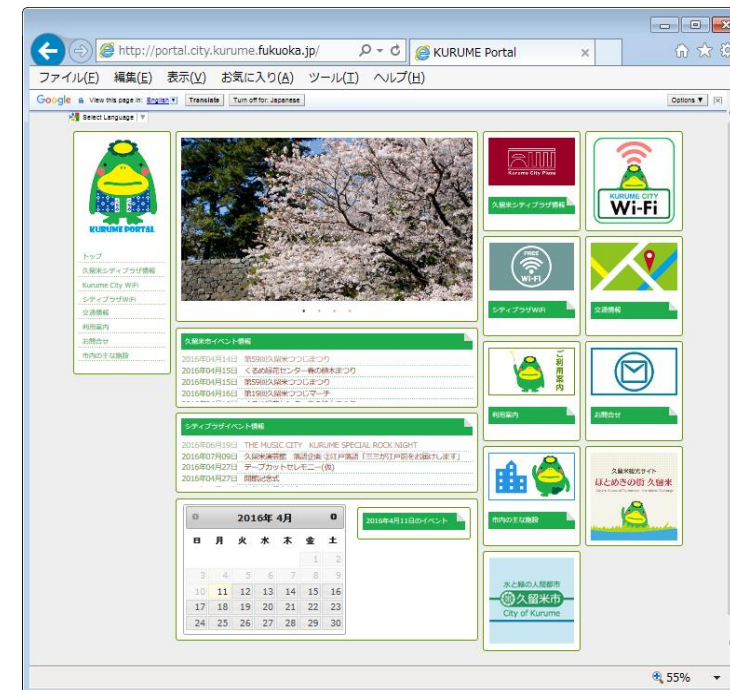 http://portal.city.kurume.fukuoka.jp/
KURUME Portal
ファイル(F) 編集(E) 表示(V) お気に入り(A) ツール(T) ヘルプ(H)
Google View this page in: English Translate Turn off for: Japanese Options ▼
Select Language ▼
KURUME PORTAL
トップ
久留米シティプラザ情報
Kurume City WiFi
シティプラザWiFi
交通情報
利用案内
お問合せ
市内の主な施設
久留米市イベント情報
2016年04月14日 第59回久留米つつじまつり
2016年04月15日 くるめ緑花センター春の植木まつり
2016年04月15日 第59回久留米つつじまつり
2016年04月16日 第19回久留米つつじマーチ
シティプラザイベント情報
2016年06月19日 THE MUSIC CITY KURUME SPECIAL ROCK NIGHT
2016年07月09日 久留米演芸館 落語企画 ②江戸落語「三三が江戸前をお届けします」
2016年04月27日 テープカットセレモニー(仮)
2016年04月27日 開館記念式
2016年 4月
日 月 火 水 木 金 土
1 2
3 4 5 6 7 8 9
10 11 12 13 14 15 16
17 18 19 20 21 22 23
24 25 26 27 28 29 30
2016年4月11日のイベント
Kurume City Plaza
久留米シティプラザ情報
KURUME CITY
Wi-Fi
FREE
Wi-Fi
シティプラザWiFi
交通情報
ご利用案内
利用案内
お問合せ
市内の主な施設
久留米観光サイト
ほとめきの街 久留米
水と緑の人間都市
久留米市
City of Kurume
55%